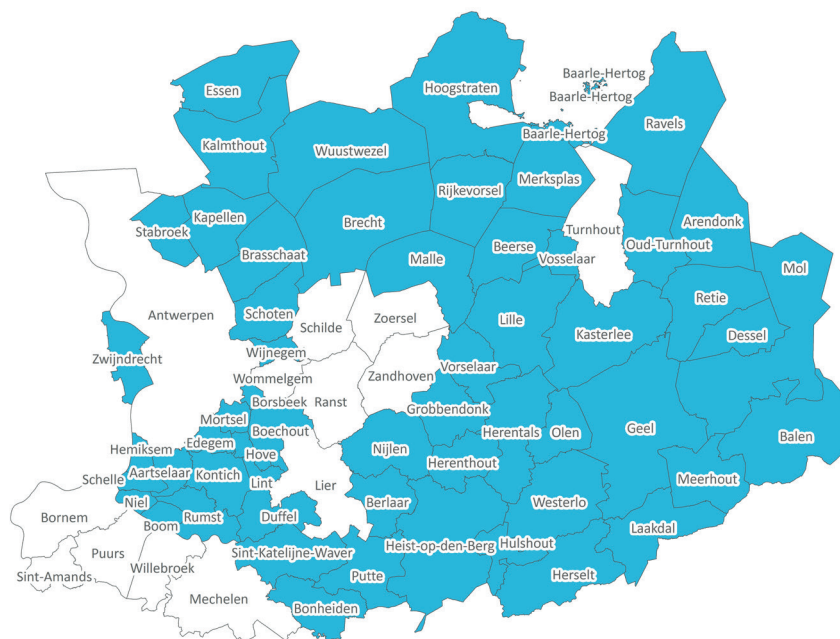 Baarle-Hertog
Essen
Hoogstraten
Baarle-Hertog
Ravels
Baarle-Hertog
Kalmthout
Wuustwezel
Merksplas
Rijkevorsel
Kapellen
Brecht
Arendonk
Stabroek
Turnhout
Oud-Turnhout
Beerse
Brasschaat
Malle
Vosselaar
Mol
Retie
Antwerpen
Schoten
Zoersel
Lille
Schilde
Kasterlee
Dessel
Wijnegem
Zwijndrecht
Vorselaar
Wommelgem
Zandhoven
Borsbeek
Ranst
Grobbendonk
Mortsel
Boechout
Herentals
Olen
Geel
Balen
Edegem
Hemiksem
Nijlen
Hove
Herenthout
Aartselaar
Kontich
Schelle
Lint
Lier
Meerhout
Niel
Berlaar
Westerlo
Bornem
Rumst
Duffel
Boom
Laakdal
Hulshout
Puurs
Sint-Katelijne-Waver
Heist-op-den-Berg
Willebroek
Sint-Amands
Putte
Herselt
Mechelen
Bonheiden